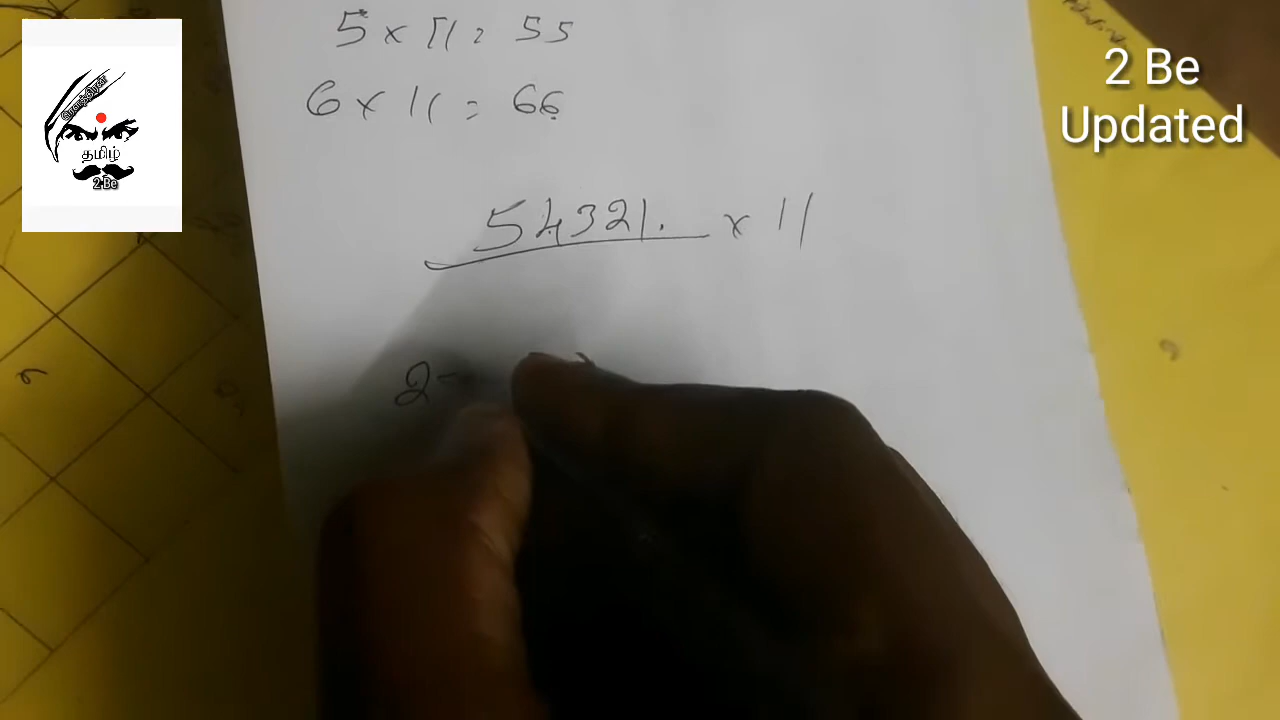 தமிழ்
2 Be
2 Be
Updated
5 x 11 = 55
6 x 11 = 66
54321. x 11
2